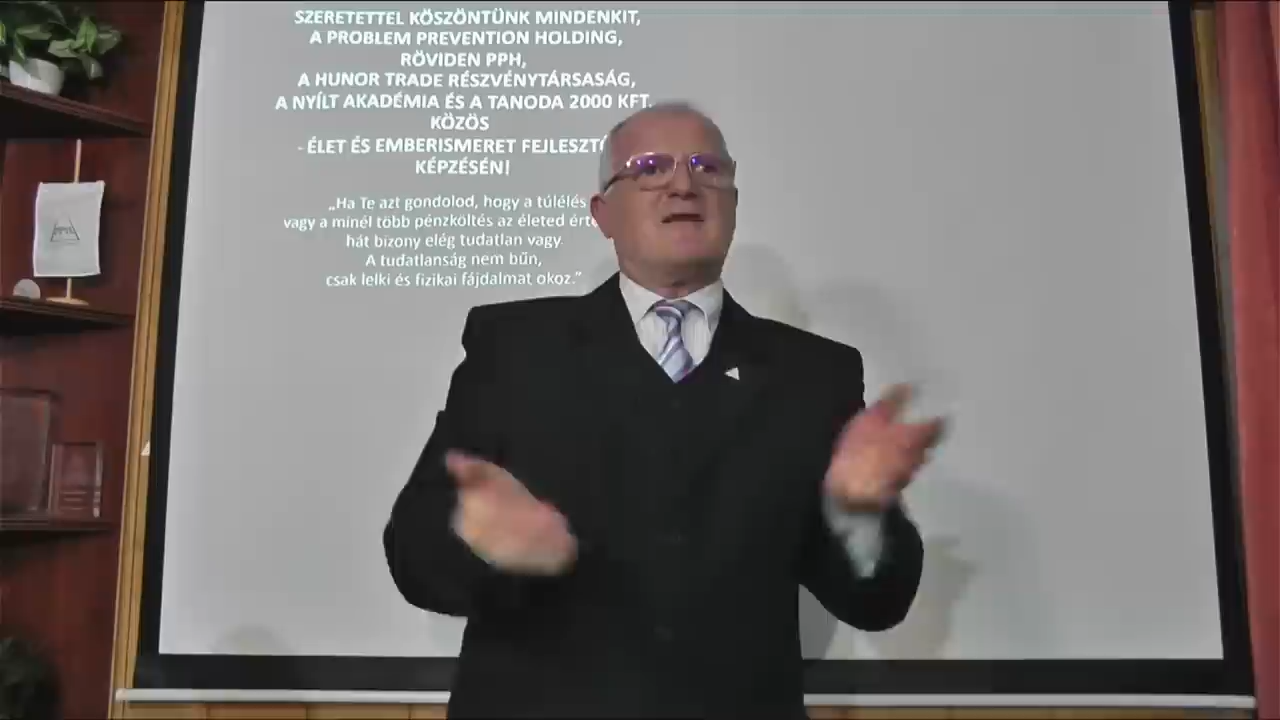 SZERETETTEL KÖSZÖNTÜNK MINDENKIT,
A PROBLEM PREVENTION HOLDING,
RÖVIDEN PPH,
A HUNOR TRADE RÉSZVÉNYTÁRSASÁG,
A NYÍLT AKADÉMIA ÉS A TANODA 2000 KFT.
KÖZÖS
- ÉLET ÉS EMBERISMERET
KÉPZÉSÉN!
„Ha Te azt gondolod, hogy a túlélés
vagy a minél több pénzköltés az életed
hát bizony elég tudatlan vagy.
A tudatlanság nem bűn,
csak lelki és fizikai fájdalmat okoz.”